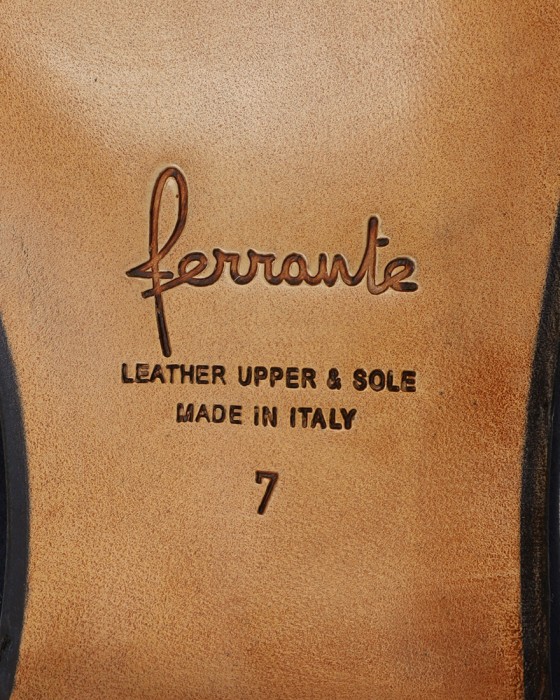 ferrante
LEATHER UPPER & SOLE
MADE IN ITALY
7